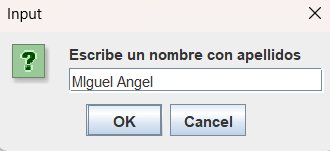 Input
Escribe un nombre con apellidos
MIguel Angel
OK
Cancel